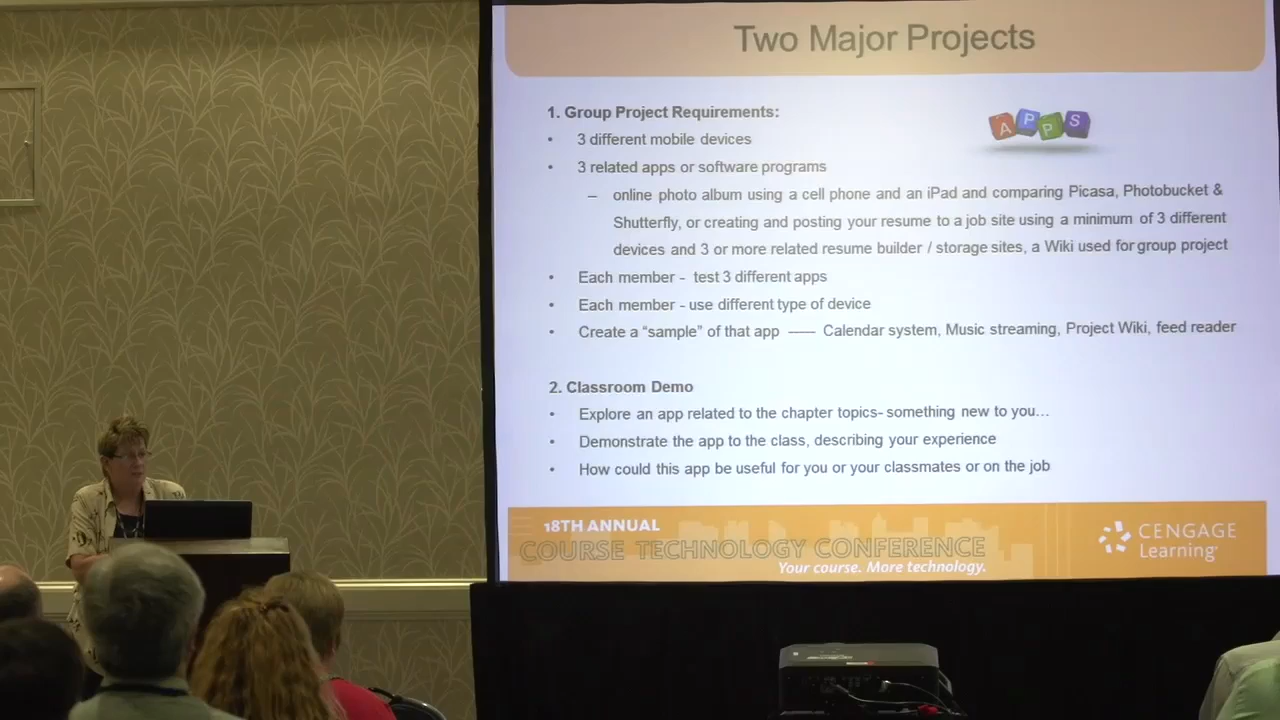 Two Major Projects
1. Group Project Requirements:
• 3 different mobile devices
• 3 related apps or software programs
– online photo album using a cell phone and an iPad and comparing Picasa, Photobucket &
Shutterfly, or creating and posting your resume to a job site using a minimum of 3 different
devices and 3 or more related resume builder / storage sites, a Wiki used for group project
• Each member - test 3 different apps
• Each member - use different type of device
• Create a “sample” of that app —— Calendar system, Music streaming, Project Wiki, feed reader
APPS
2. Classroom Demo
• Explore an app related to the chapter topics- something new to you…
• Demonstrate the app to the class, describing your experience
• How could this app be useful for you or your classmates or on the job
18TH ANNUAL
COURSE TECHNOLOGY CONFERENCE
Your course. More technology.
CENGAGE
Learning